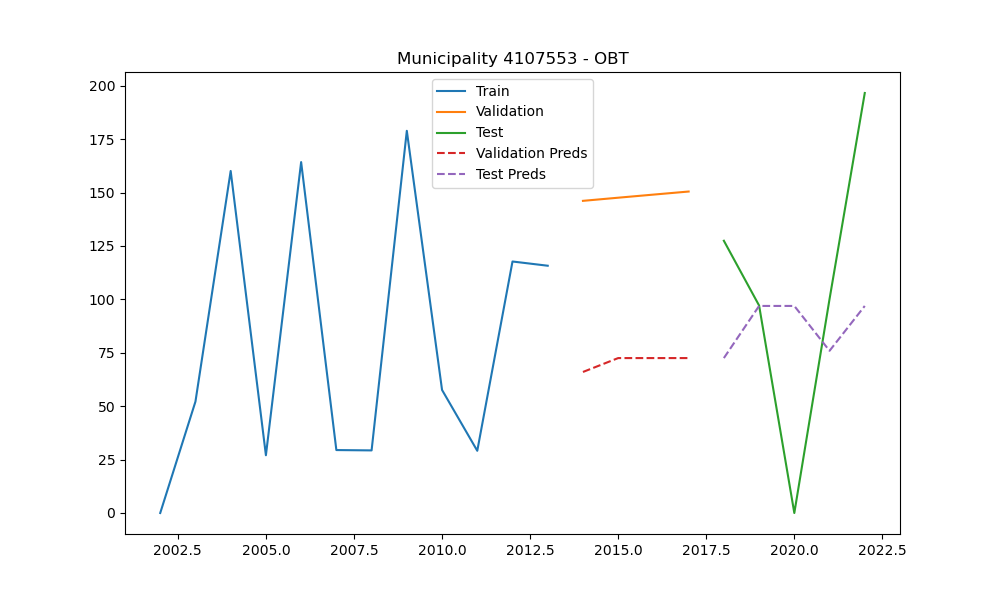 Municipality 4107553 - OBT
Train
Validation
Test
Validation Preds
Test Preds
200
175
150
125
100
75
50
25
0
2002.5 2005.0 2007.5 2010.0 2012.5 2015.0 2017.5 2020.0 2022.5